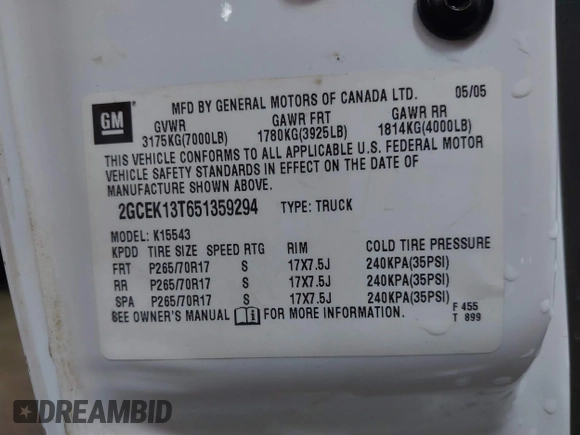 GM
MFD BY GENERAL MOTORS OF CANADA LTD. 05/05
GVWR GAWR FRT GAWR RR
3175KG(7000LB) 1780KG(3925LB) 1814KG(4000LB)
THIS VEHICLE CONFORMS TO ALL APPLICABLE U.S. FEDERAL MOTOR
VEHICLE SAFETY STANDARDS IN EFFECT ON THE DATE OF
MANUFACTURE SHOWN ABOVE.
2GCEK13T651359294 TYPE: TRUCK
MODEL: K15543
KPDD TIRE SIZE SPEED RTG RIM COLD TIRE PRESSURE
FRT P265/70R17 S 17X7.5J 240KPA(35PSI)
RR P265/70R17 S 17X7.5J 240KPA(35PSI)
SPA P265/70R17 S 17X7.5J 240KPA(35PSI)
SEE OWNER'S MANUAL FOR MORE INFORMATION.
F 455
T 899
DREAMBID